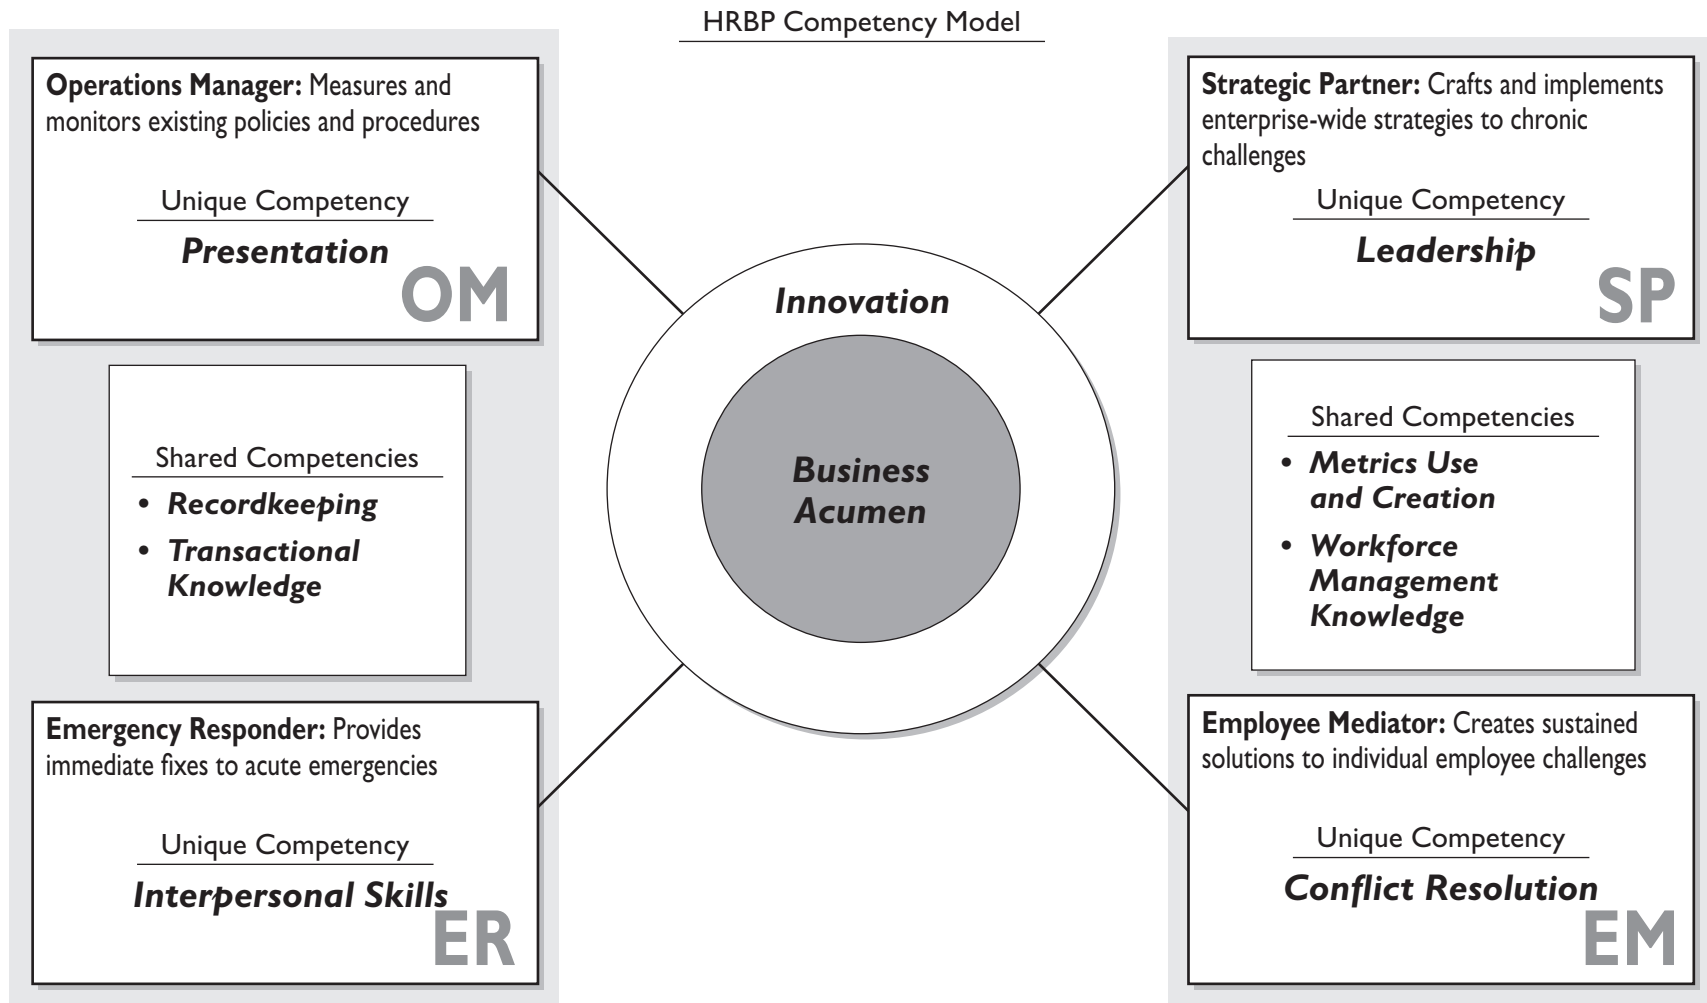 HRBP Competency Model
Operations Manager: Measures and
monitors existing policies and procedures
Unique Competency
Presentation
OM
Shared Competencies
• Recordkeeping
• Transactional
Knowledge
Emergency Responder: Provides
immediate fixes to acute emergencies
Unique Competency
Interpersonal Skills
ER
Innovation
Business
Acumen
Strategic Partner: Crafts and implements
enterprise-wide strategies to chronic
challenges
Unique Competency
Leadership
SP
Shared Competencies
• Metrics Use
and Creation
• Workforce
Management
Knowledge
Employee Mediator: Creates sustained
solutions to individual employee challenges
Unique Competency
Conflict Resolution
EM